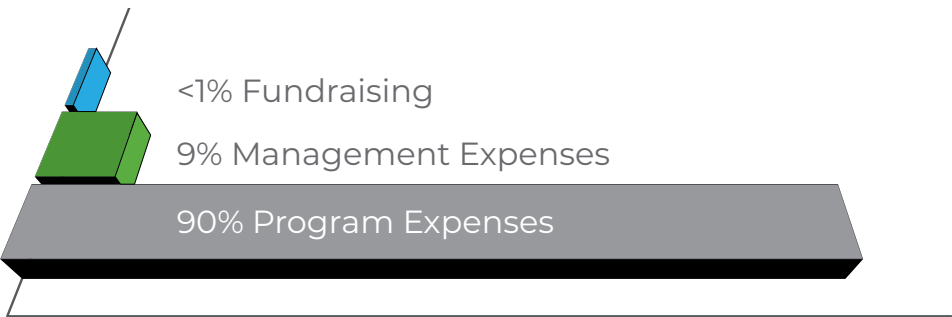 <1% Fundraising
9% Management Expenses
90% Program Expenses